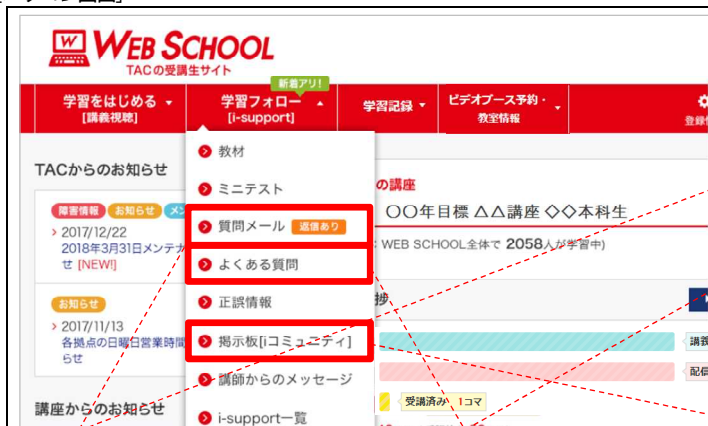 W WEB SCHOOL
TACの受講生サイト
新着アリ!
学習をはじめる ▼
[講義視聴]
学習フォロー ▲
[i-support]
学習記録 ▼
ビデオブース予約・
教室情報 ▼
TACからのお知らせ
障害情報 お知らせ
2017/12/22
2018年3月31日メンテナ
せ [NEW!]
お知らせ
2017/11/13
各拠点の日曜日営業時間
らせ
講座からのお知らせ
教材
ミニテスト
質問メール 返信あり
よくある質問
正誤情報
掲示板[iコミュニティ]
講師からのメッセージ
i-support一覧
の講座
〇〇年目標 △△講座 ◇◇本科生
WEB SCHOOL全体で 2058人が学習中)
捗
講義
配信
受講済み 1コマ